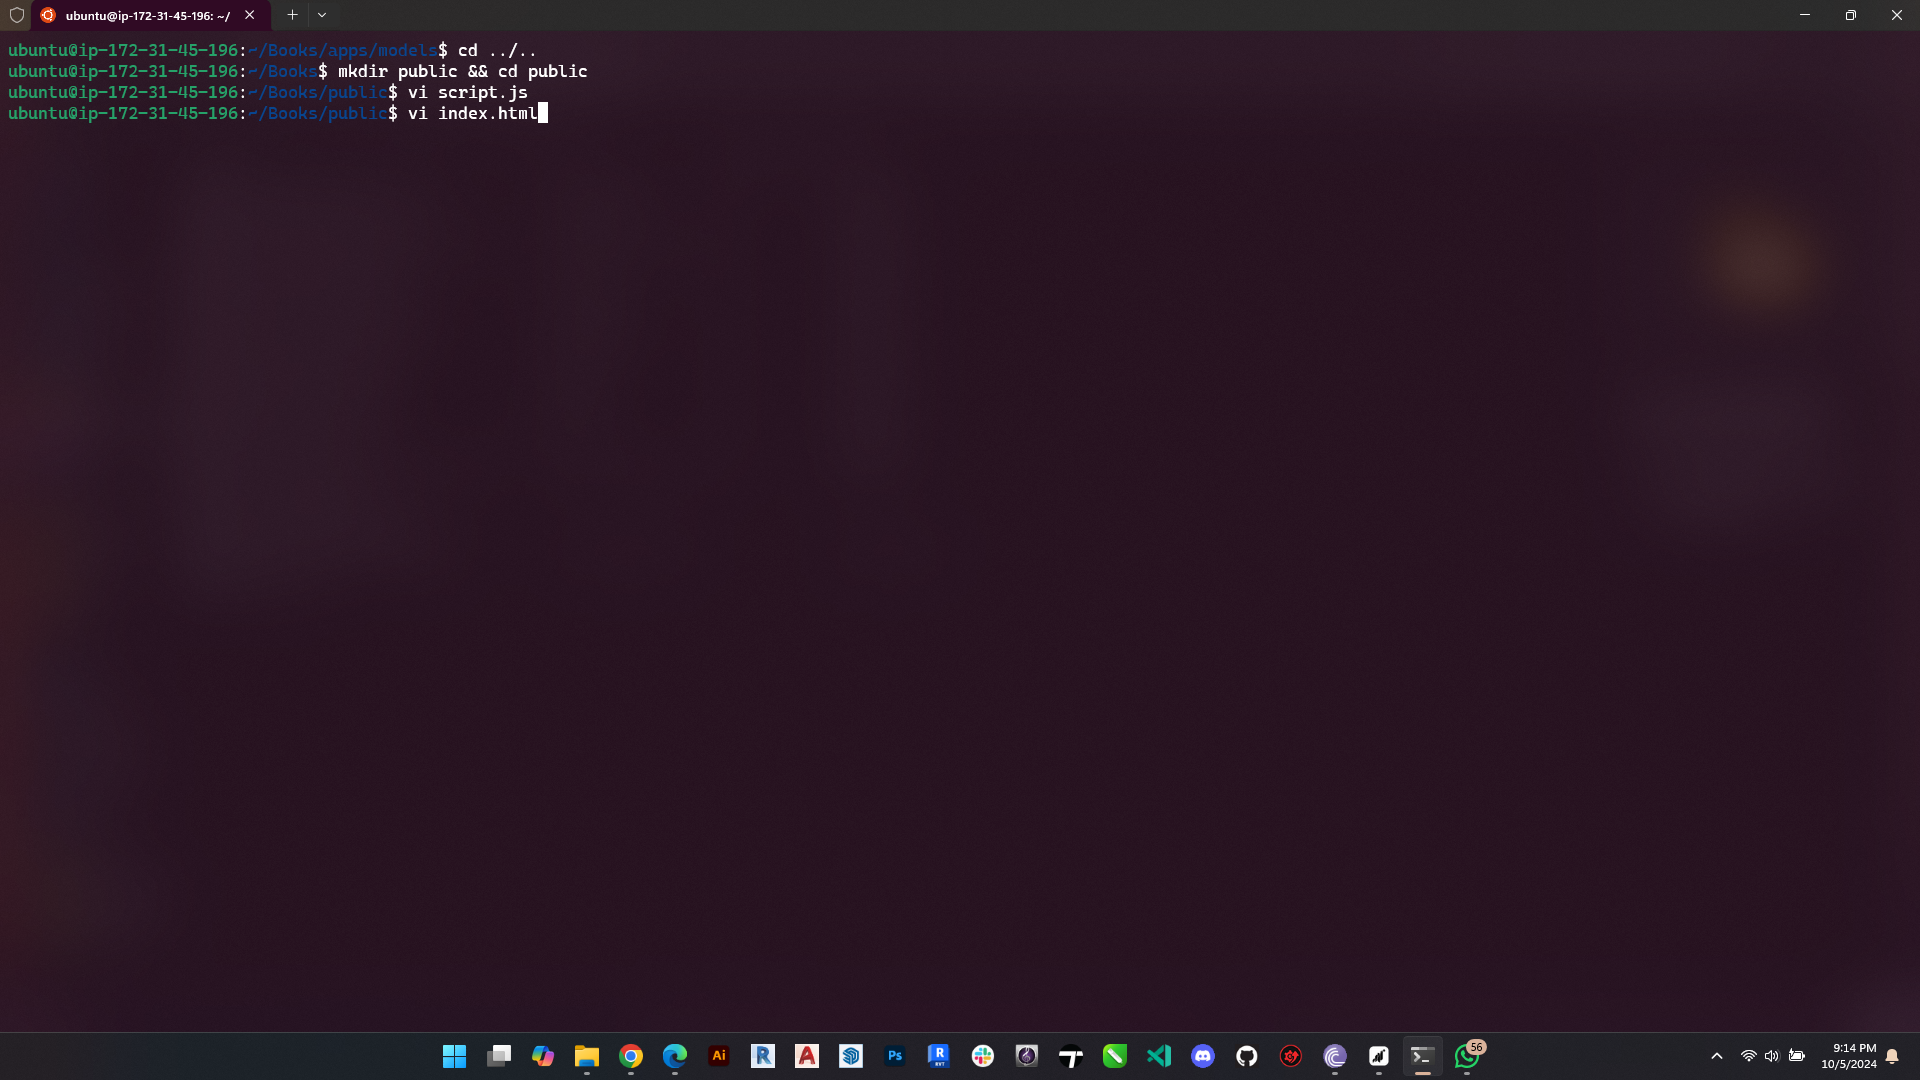 ubuntu@ip-172-31-45-196: ~/
ubuntu@ip-172-31-45-196:~/Books/apps/models$ cd ../..
ubuntu@ip-172-31-45-196:~/Books$ mkdir public && cd public
ubuntu@ip-172-31-45-196:~/Books/public$ vi script.js
ubuntu@ip-172-31-45-196:~/Books/public$ vi index.html
Ai
R
A
Ps
R
RVT
56
9:14 PM
10/5/2024